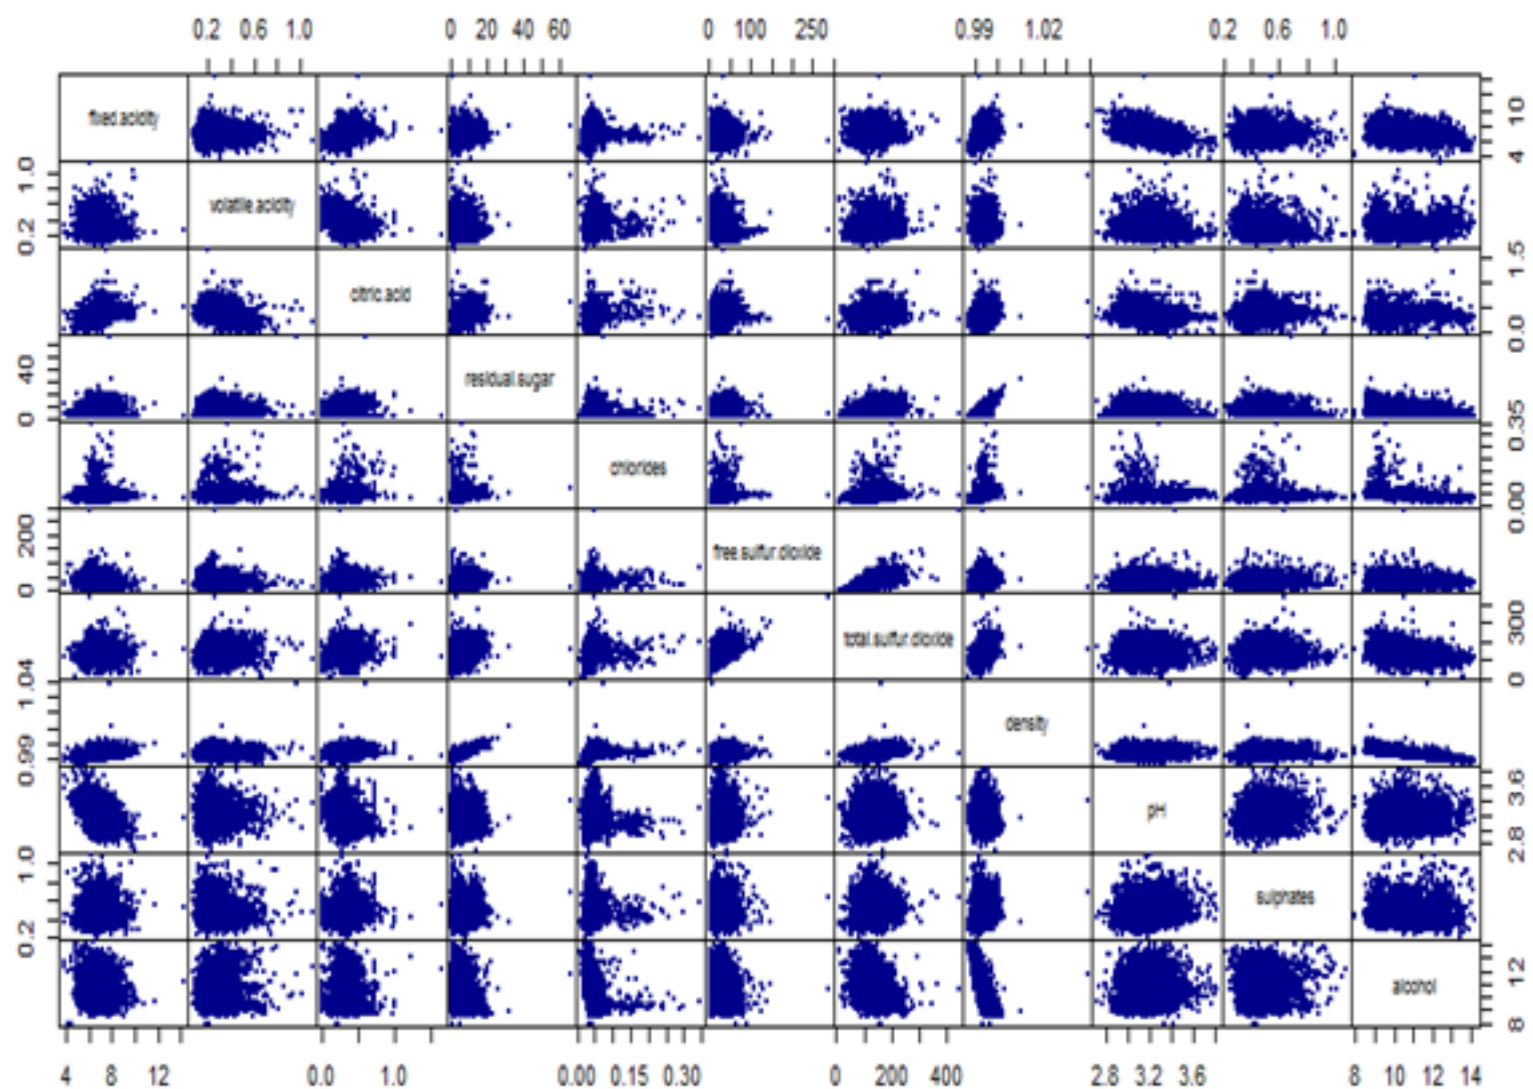 0.2 0.6 1.0 0 20 40 60 0 100 250 0.99 1.02 0.2 0.6 1.0
fixed.acidity 4 10
0.2 1.0 volatile.acidity
citric.acid 0.0 1.5
0 40 residual.sugar
chlorides 0.00 0.35
0 200 free.sulfur.dioxide
total.sulfur.dioxide 0 300
0.99 1.04 density
pH 2.8 3.6
0.2 1.0 sulphates
alcohol 8 12
4 8 12 0.0 1.0 0.00 0.15 0.30 0 200 400 2.8 3.2 3.6 8 10 12 14